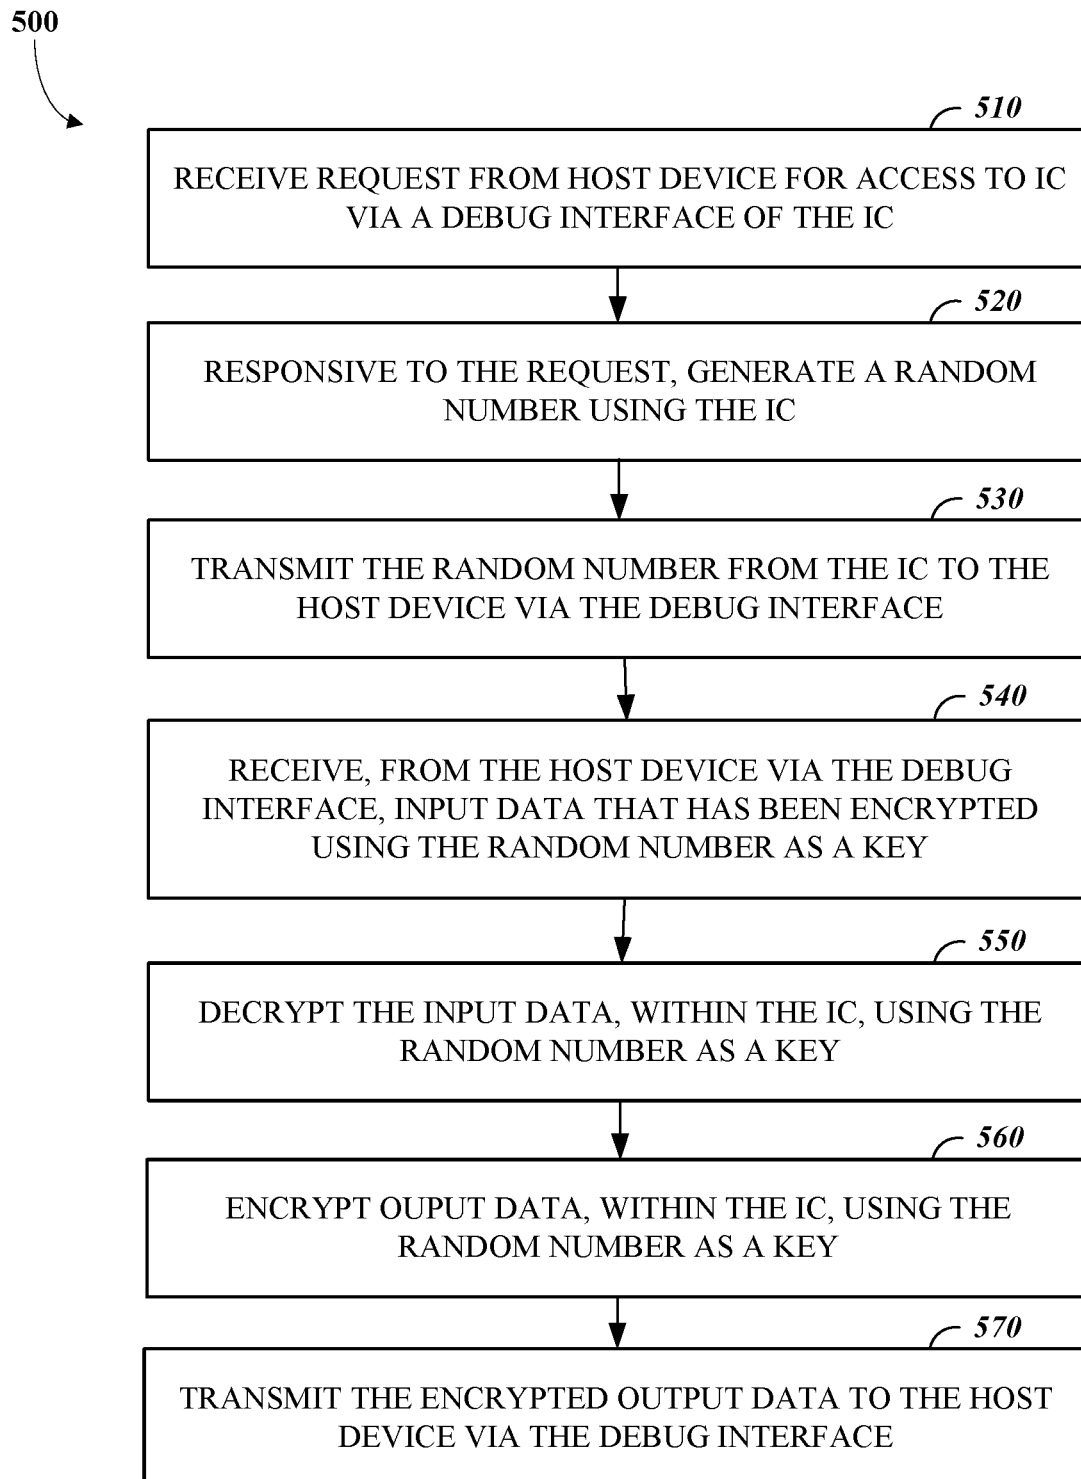 500
510
RECEIVE REQUEST FROM HOST DEVICE FOR ACCESS TO IC
VIA A DEBUG INTERFACE OF THE IC
520
RESPONSIVE TO THE REQUEST, GENERATE A RANDOM
NUMBER USING THE IC
530
TRANSMIT THE RANDOM NUMBER FROM THE IC TO THE
HOST DEVICE VIA THE DEBUG INTERFACE
540
RECEIVE, FROM THE HOST DEVICE VIA THE DEBUG
INTERFACE, INPUT DATA THAT HAS BEEN ENCRYPTED
USING THE RANDOM NUMBER AS A KEY
550
DECRYPT THE INPUT DATA, WITHIN THE IC, USING THE
RANDOM NUMBER AS A KEY
560
ENCRYPT OUPUT DATA, WITHIN THE IC, USING THE
RANDOM NUMBER AS A KEY
570
TRANSMIT THE ENCRYPTED OUTPUT DATA TO THE HOST
DEVICE VIA THE DEBUG INTERFACE